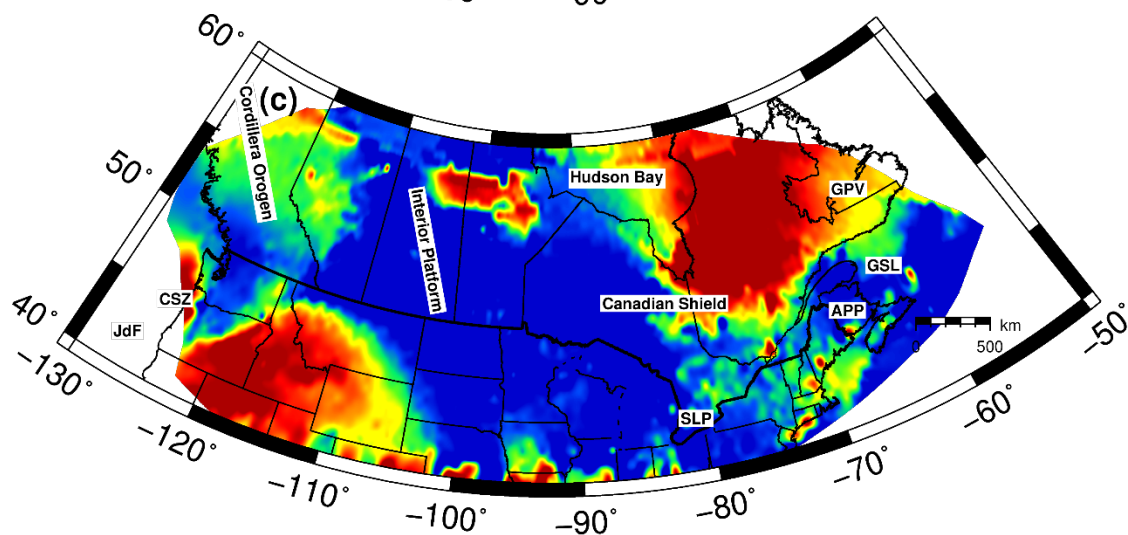 60°
(c)
Cordillera Orogen
50°
Hudson Bay
GPV
Interior Platform
GSL
CSZ
Canadian Shield
APP
JdF
km
0 500
40°
-50°
-130°
SLP
-60°
-120°
-70°
-110°
-80°
-100°
-90°